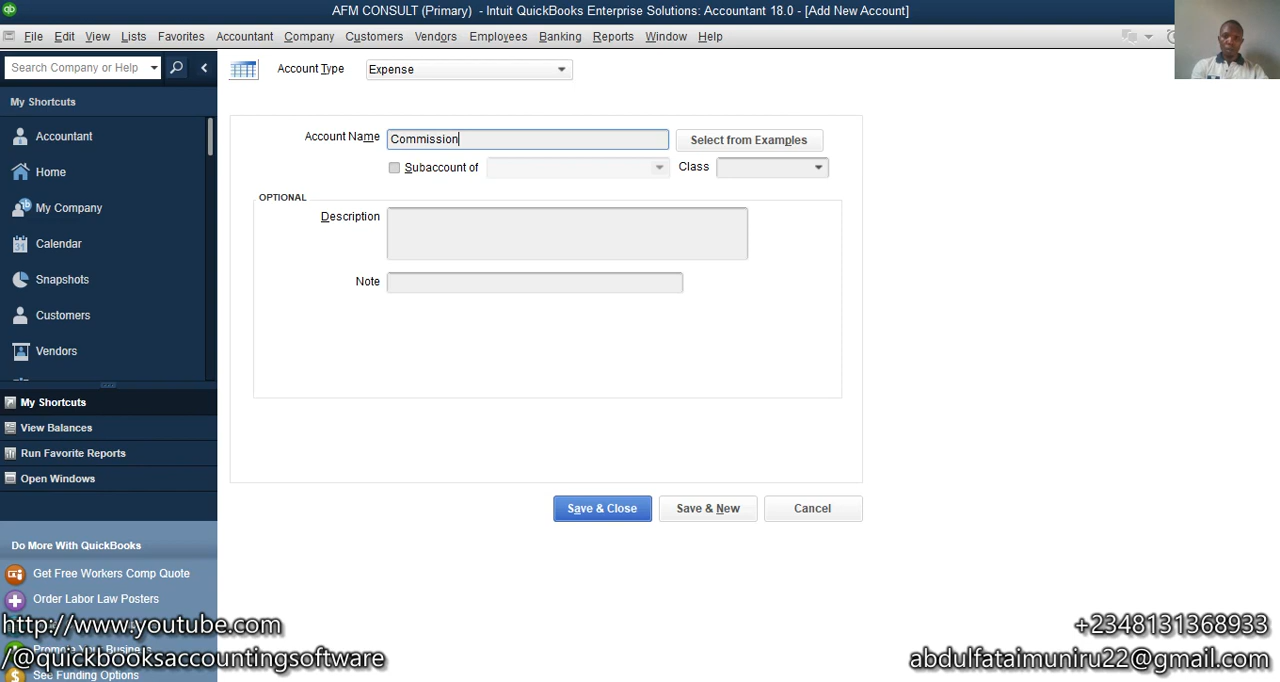 AFM CONSULT (Primary) - Intuit QuickBooks Enterprise Solutions: Accountant 18.0 - [Add New Account]
File Edit View Lists Favorites Accountant Company Customers Vendors Employees Banking Reports Window Help
Search Company or Help
Account Type Expense
My Shortcuts
Accountant
Home
My Company
31
Calendar
Snapshots
Customers
Vendors
My Shortcuts
View Balances
Run Favorite Reports
Open Windows
Account Name Commission Select from Examples
Subaccount of Class
OPTIONAL
Description
Note
Save & Close Save & New Cancel
Do More With QuickBooks
Get Free Workers Comp Quote
Order Labor Law Posters
http://www.youtube.com
Promote Your Business
/@quickbooksaccountingsoftware
See Funding Options
+2348131368933
abdulfataimuniru22@gmail.com